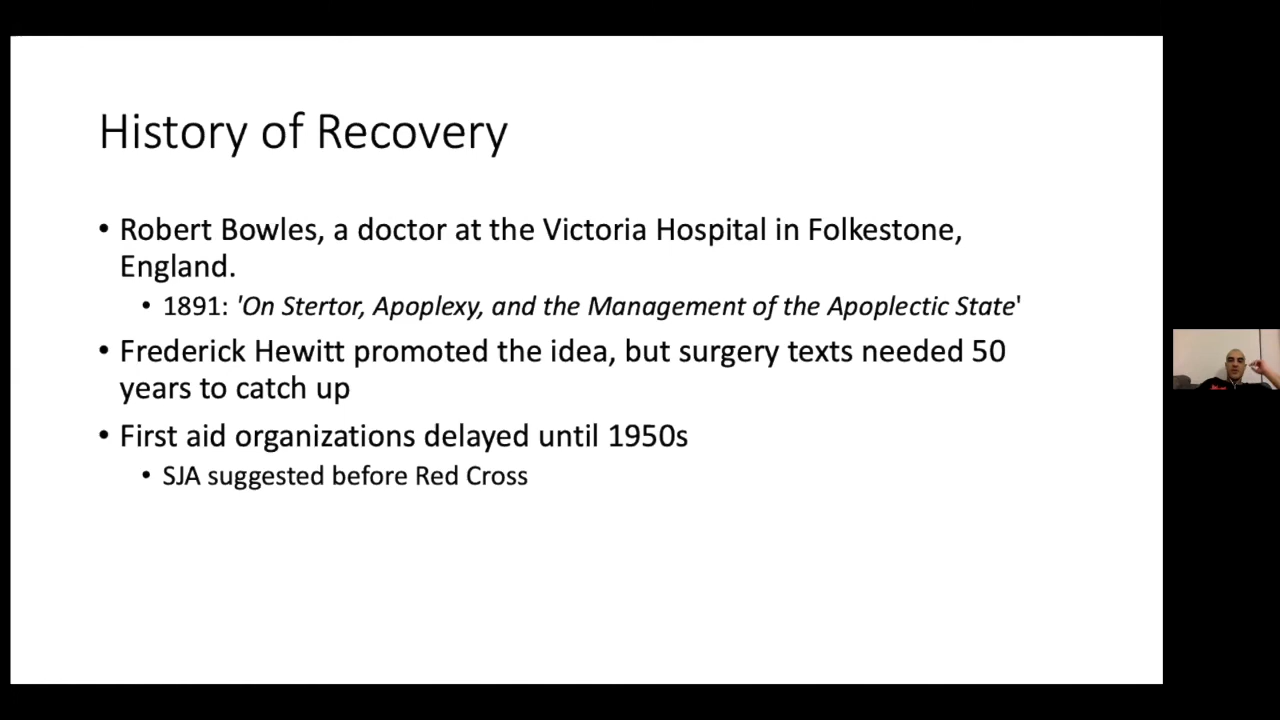 History of Recovery
• Robert Bowles, a doctor at the Victoria Hospital in Folkestone,
England.
• 1891: 'On Stertor, Apoplexy, and the Management of the Apoplectic State'
• Frederick Hewitt promoted the idea, but surgery texts needed 50
years to catch up
• First aid organizations delayed until 1950s
• SJA suggested before Red Cross